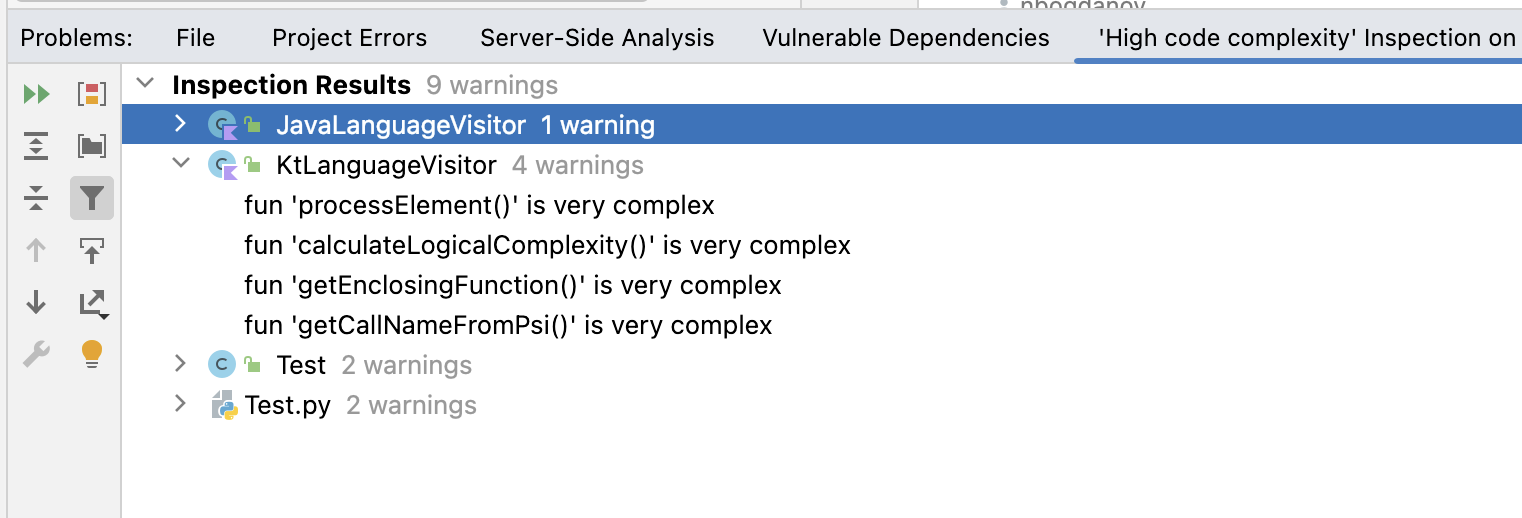 nbogdanov
Problems: File Project Errors Server-Side Analysis Vulnerable Dependencies 'High code complexity' Inspection on
Inspection Results 9 warnings
JavaLanguageVisitor 1 warning
KtLanguageVisitor 4 warnings
fun 'processElement()' is very complex
fun 'calculateLogicalComplexity()' is very complex
fun 'getEnclosingFunction()' is very complex
fun 'getCallNameFromPsi()' is very complex
C Test 2 warnings
Test.py 2 warnings